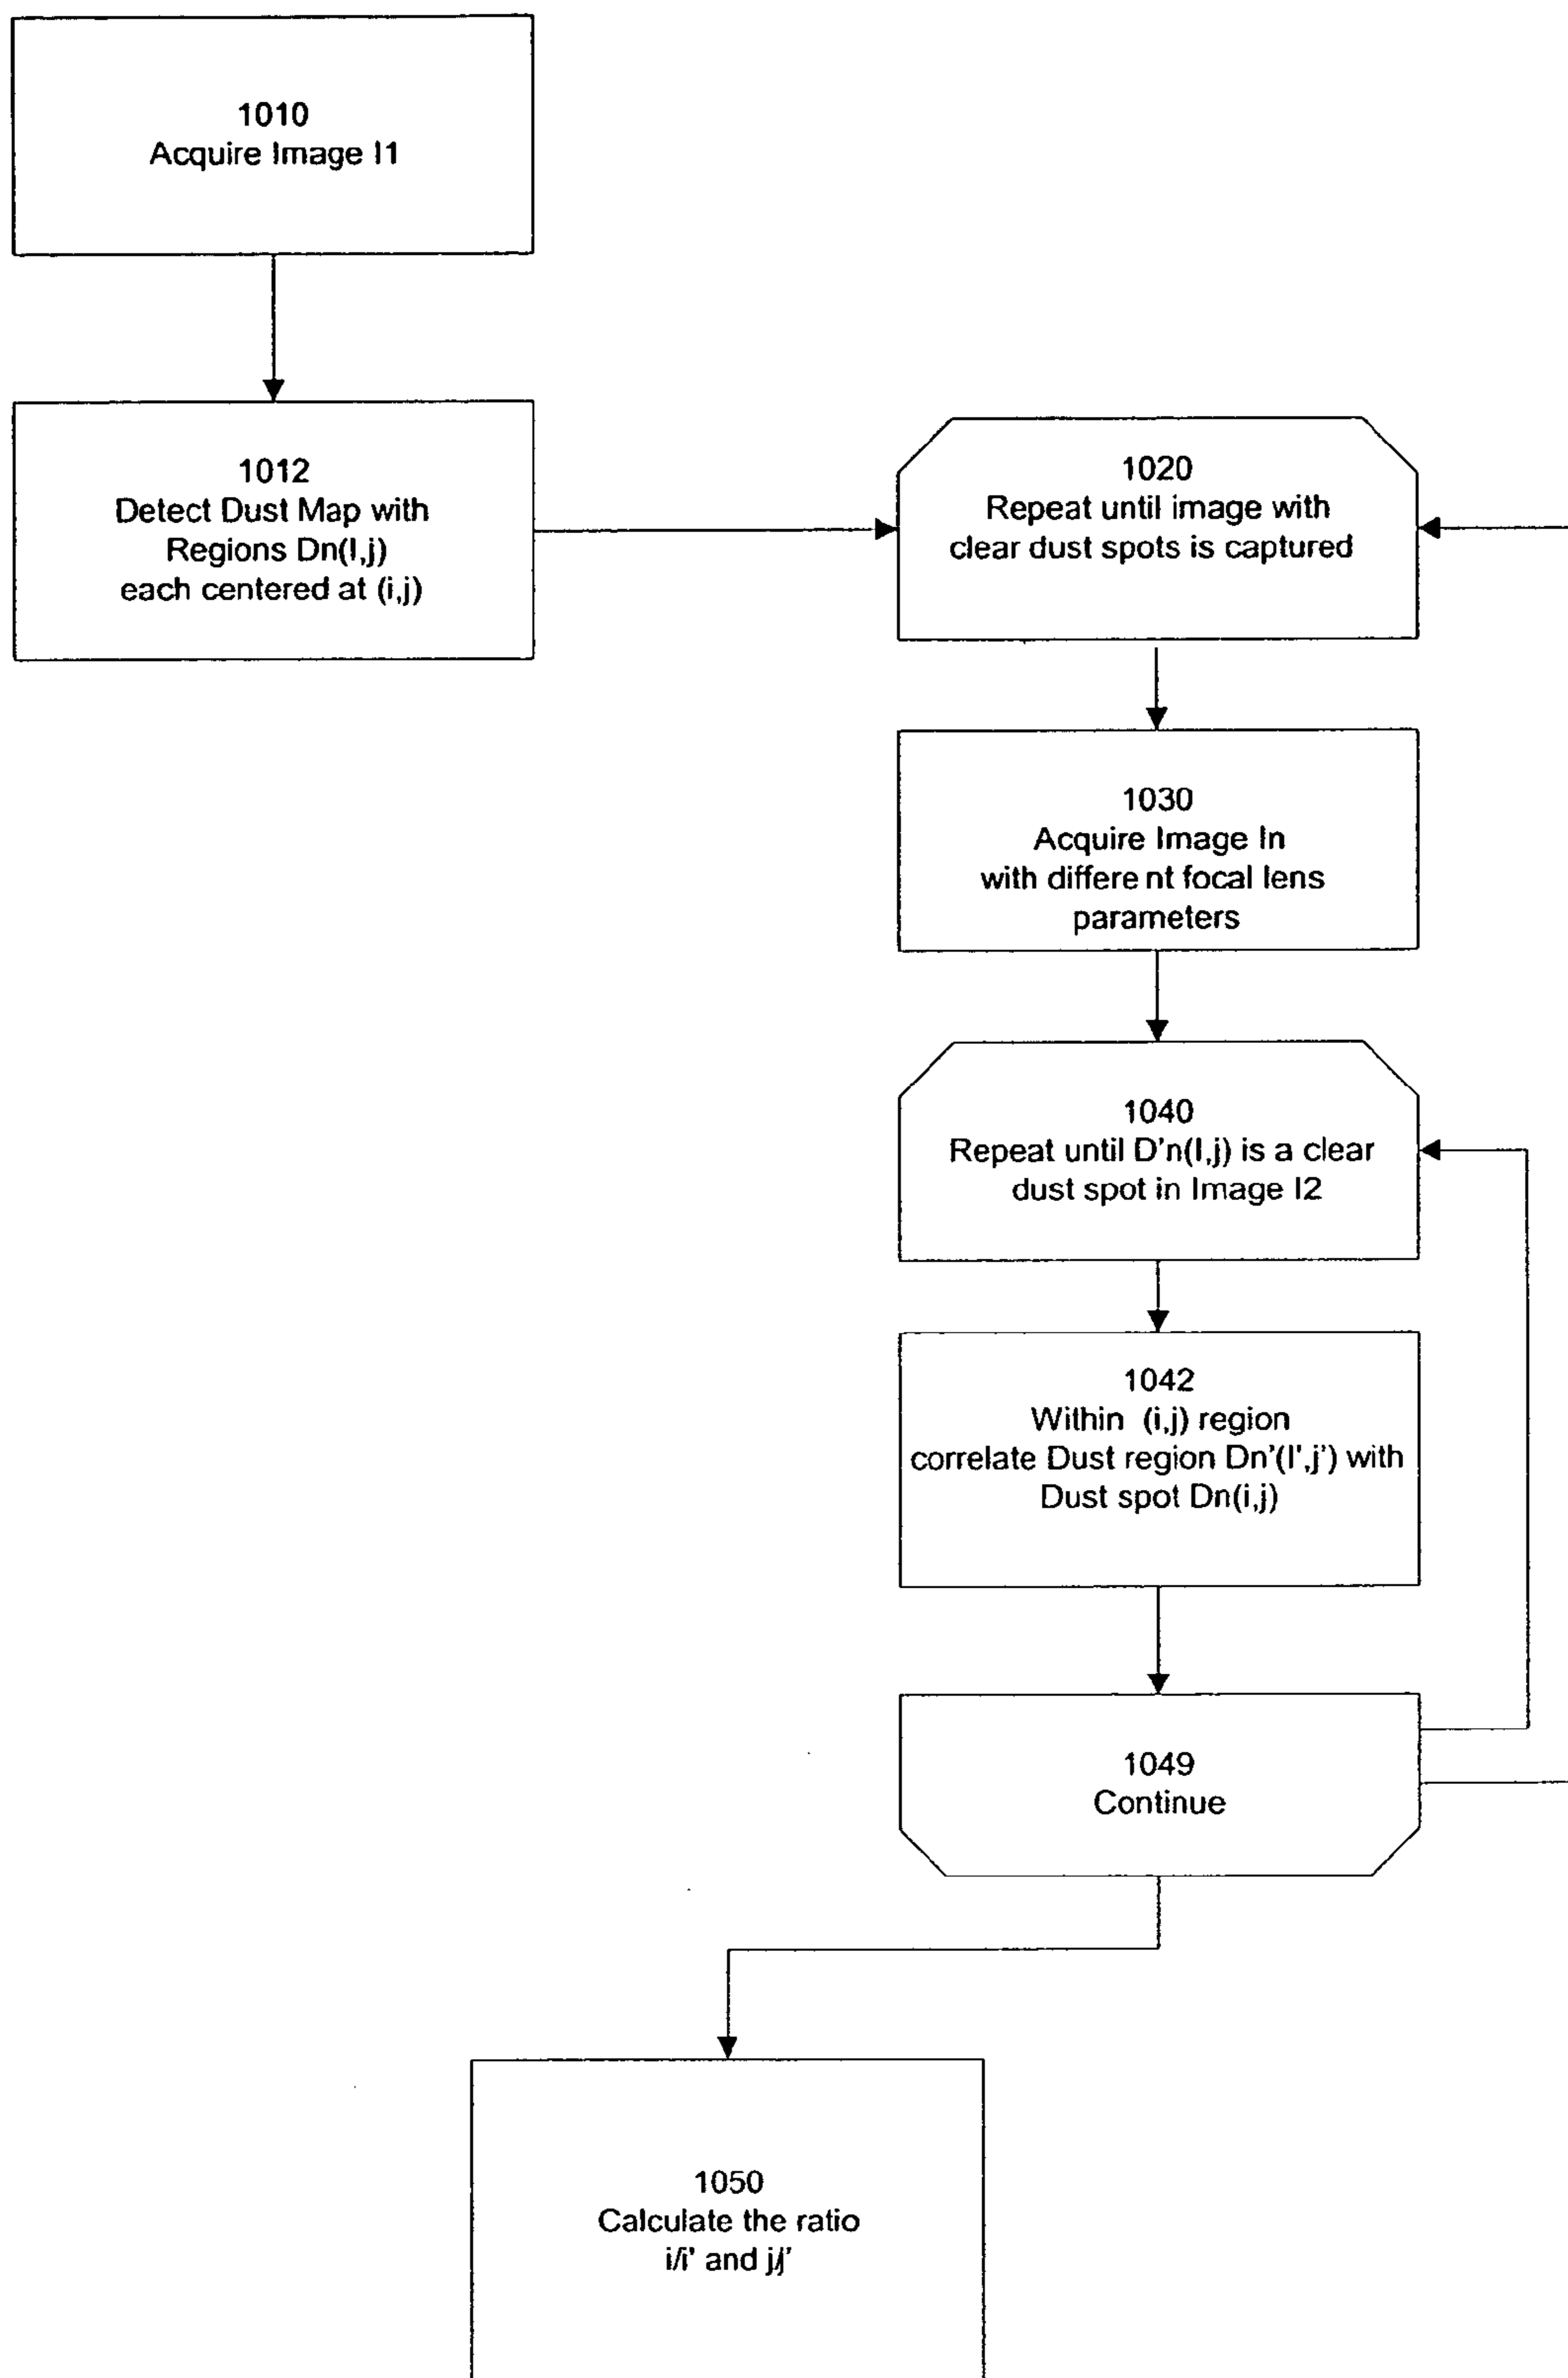 1010
Acquire Image I1
1012
Detect Dust Map with
Regions Dn(I,j)
each centered at (i,j)
1020
Repeat until image with
clear dust spots is captured
1030
Acquire Image In
with different focal lens
parameters
1040
Repeat until D'n(I,j) is a clear
dust spot in Image I2
1042
Within (i,j) region
correlate Dust region Dn'(I',j') with
Dust spot Dn(i,j)
1049
Continue
1050
Calculate the ratio
i/i' and j/j'